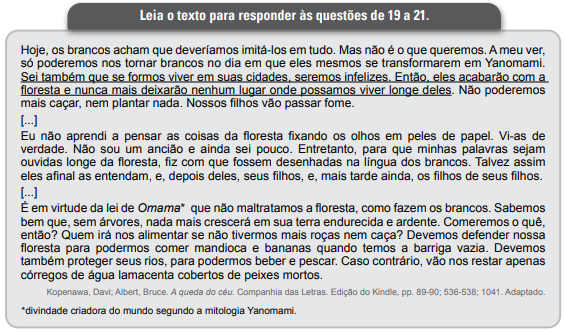 Leia o texto para responder às questões de 19 a 21.
Hoje, os brancos acham que deveríamos imitá-los em tudo. Mas não é o que queremos. A meu ver,
só poderemos nos tornar brancos no dia em que eles mesmos se transformarem em Yanomami.
Sei também que se formos viver em suas cidades, seremos infelizes. Então, eles acabarão com a
floresta e nunca mais deixarão nenhum lugar onde possamos viver longe deles. Não poderemos
mais caçar, nem plantar nada. Nossos filhos vão passar fome.
[...]
Eu não aprendi a pensar as coisas da floresta fixando os olhos em peles de papel. Vi-as de
verdade. Não sou um ancião e ainda sei pouco. Entretanto, para que minhas palavras sejam
ouvidas longe da floresta, fiz com que fossem desenhadas na língua dos brancos. Talvez assim
eles afinal as entendam, e, depois deles, seus filhos, e, mais tarde ainda, os filhos de seus filhos.
[...]
É em virtude da lei de Omama* que não maltratamos a floresta, como fazem os brancos. Sabemos
bem que, sem árvores, nada mais crescerá em sua terra endurecida e ardente. Comeremos o quê,
então? Quem irá nos alimentar se não tivermos mais roças nem caça? Devemos defender nossa
floresta para podermos comer mandioca e bananas quando temos a barriga vazia. Devemos
também proteger seus rios, para podermos beber e pescar. Caso contrário, vão nos restar apenas
córregos de água lamacenta cobertos de peixes mortos.
Kopenawa, Davi; Albert, Bruce. A queda do céu. Companhia das Letras. Edição do Kindle, pp. 89-90; 536-538; 1041. Adaptado.
*divindade criadora do mundo segundo a mitologia Yanomami.